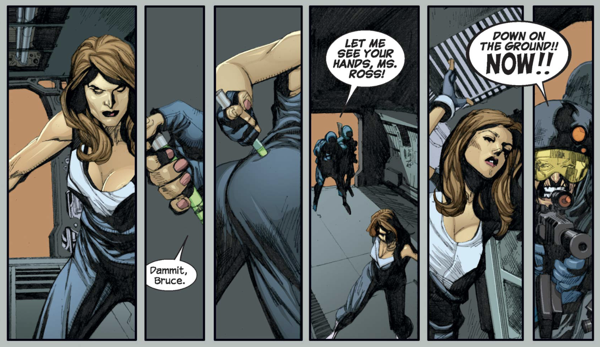 Dammit,
Bruce.
LET ME
SEE YOUR
HANDS, MS.
ROSS!
DOWN ON
THE GROUND!!
NOW!!